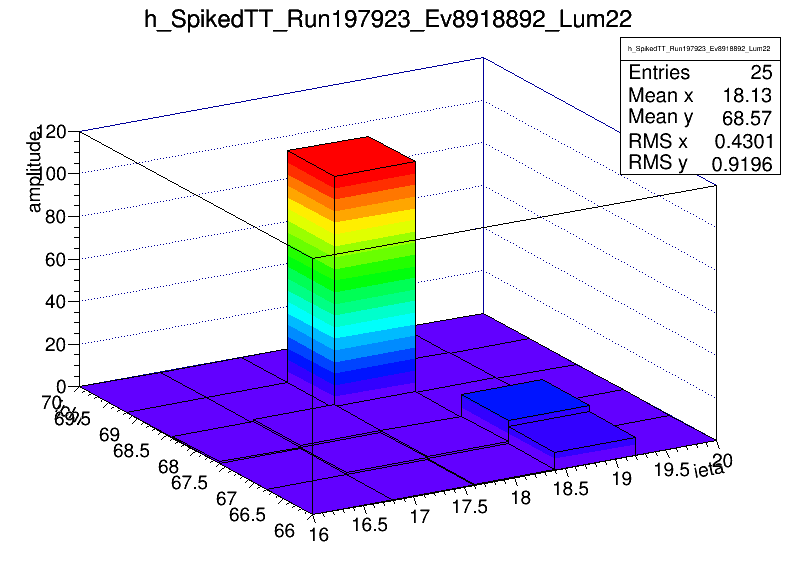 h_SpikedTT_Run197923_Ev8918892_Lum22
h_SpikedTT_Run197923_Ev8918892_Lum22
Entries 25
Mean x 18.13
Mean y 68.57
RMS x 0.4301
RMS y 0.9196
amplitude
120
100
80
60
40
20
0
70
69.5
69
68.5
68
67.5
67
66.5
66
16
16.5
17
17.5
18
18.5
19
19.5
20
ieta